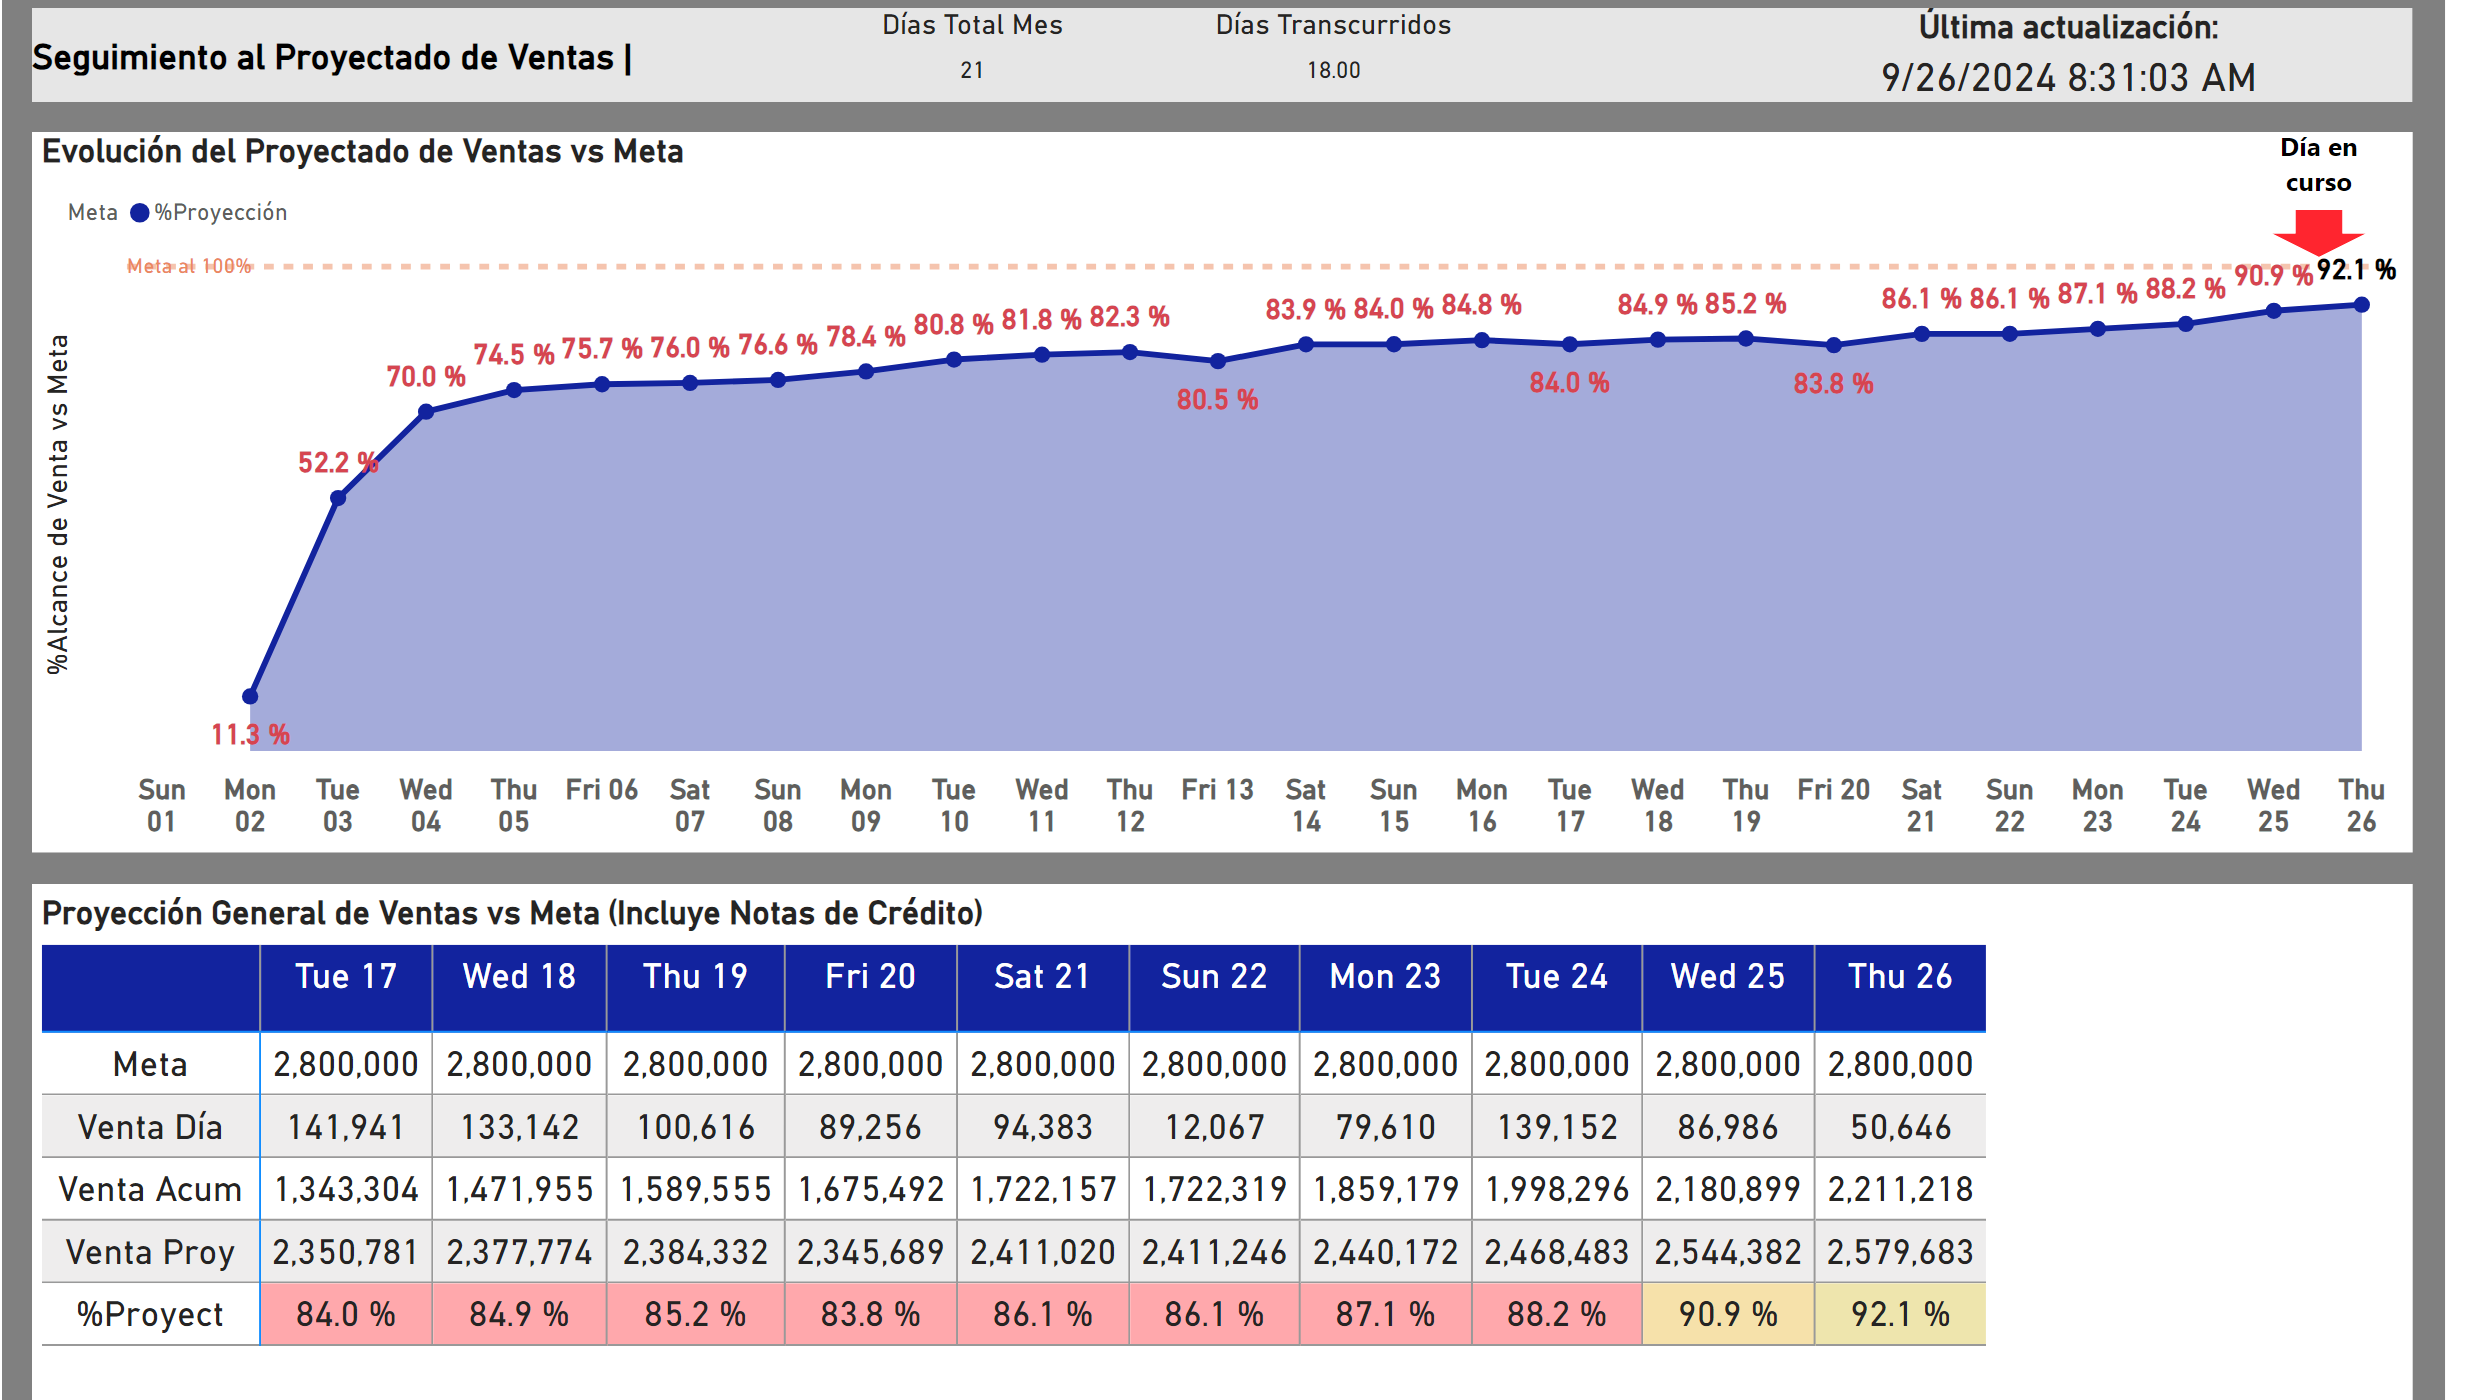 Seguimiento al Proyectado de Ventas |
Días Total Mes
21
Días Transcurridos
18.00
Última actualización:
9/26/2024 8:31:03 AM
Evolución del Proyectado de Ventas vs Meta
Día en
curso
Meta %Proyección
Meta al 100%
%Alcance de Venta vs Meta
11.3 %
52.2 %
70.0 %
74.5 %
75.7 %
76.0 %
76.6 %
78.4 %
80.8 %
81.8 %
82.3 %
80.5 %
83.9 %
84.0 %
84.8 %
84.0 %
84.9 %
85.2 %
83.8 %
86.1 %
86.1 %
87.1 %
88.2 %
90.9 %
92.1 %
Sun 01
Mon 02
Tue 03
Wed 04
Thu 05
Fri 06
Sat 07
Sun 08
Mon 09
Tue 10
Wed 11
Thu 12
Fri 13
Sat 14
Sun 15
Mon 16
Tue 17
Wed 18
Thu 19
Fri 20
Sat 21
Sun 22
Mon 23
Tue 24
Wed 25
Thu 26
Proyección General de Ventas vs Meta (Incluye Notas de Crédito)
Tue 17 Wed 18 Thu 19 Fri 20 Sat 21 Sun 22 Mon 23 Tue 24 Wed 25 Thu 26
Meta 2,800,000 2,800,000 2,800,000 2,800,000 2,800,000 2,800,000 2,800,000 2,800,000 2,800,000 2,800,000
Venta Día 141,941 133,142 100,616 89,256 94,383 12,067 79,610 139,152 86,986 50,646
Venta Acum 1,343,304 1,471,955 1,589,555 1,675,492 1,722,157 1,722,319 1,859,179 1,998,296 2,180,899 2,211,218
Venta Proy 2,350,781 2,377,774 2,384,332 2,345,689 2,411,020 2,411,246 2,440,172 2,468,483 2,544,382 2,579,683
%Proyect 84.0 % 84.9 % 85.2 % 83.8 % 86.1 % 86.1 % 87.1 % 88.2 % 90.9 % 92.1 %